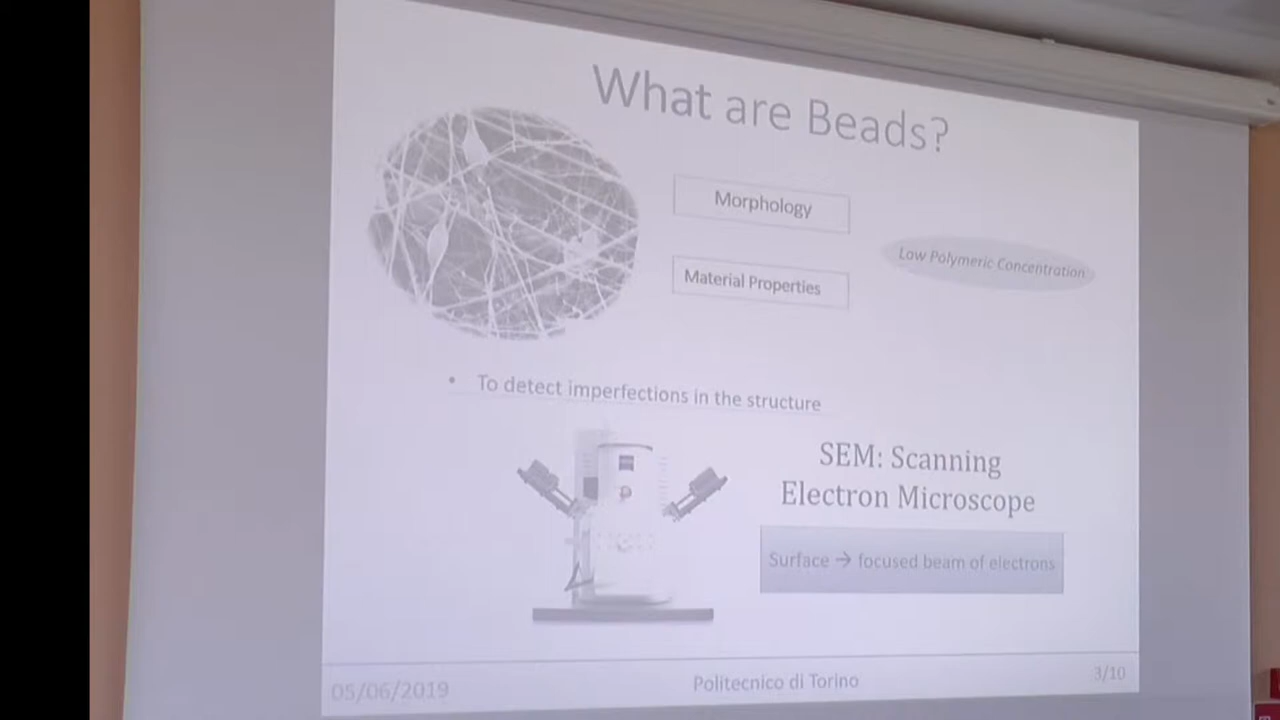 What are Beads?
Morphology
Low Polymeric Concentration
Material Properties
• To detect imperfections in the structure
SEM: Scanning
Electron Microscope
Surface → focused beam of electrons
05/06/2019
Politecnico di Torino
3/10